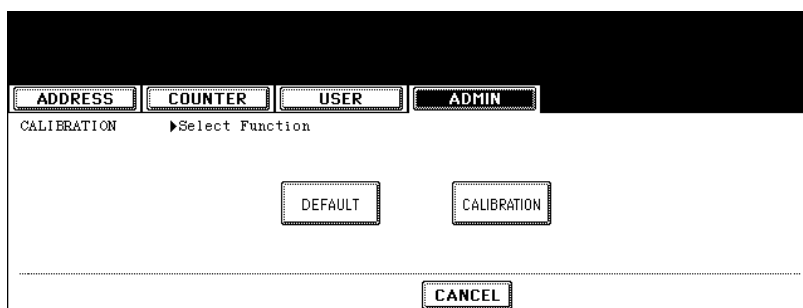 ADDRESS COUNTER USER ADMIN
CALIBRATION ▶Select Function
DEFAULT CALIBRATION
CANCEL